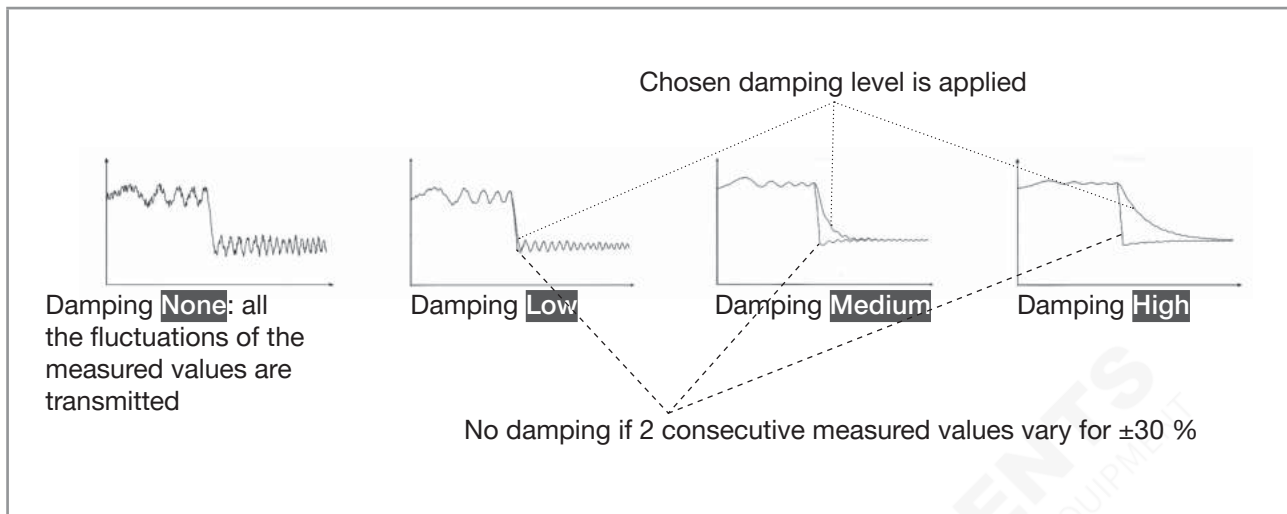 Chosen damping level is applied
Damping None: all
the fluctuations of the
measured values are
transmitted
Damping Low
Damping Medium
Damping High
No damping if 2 consecutive measured values vary for ±30 %